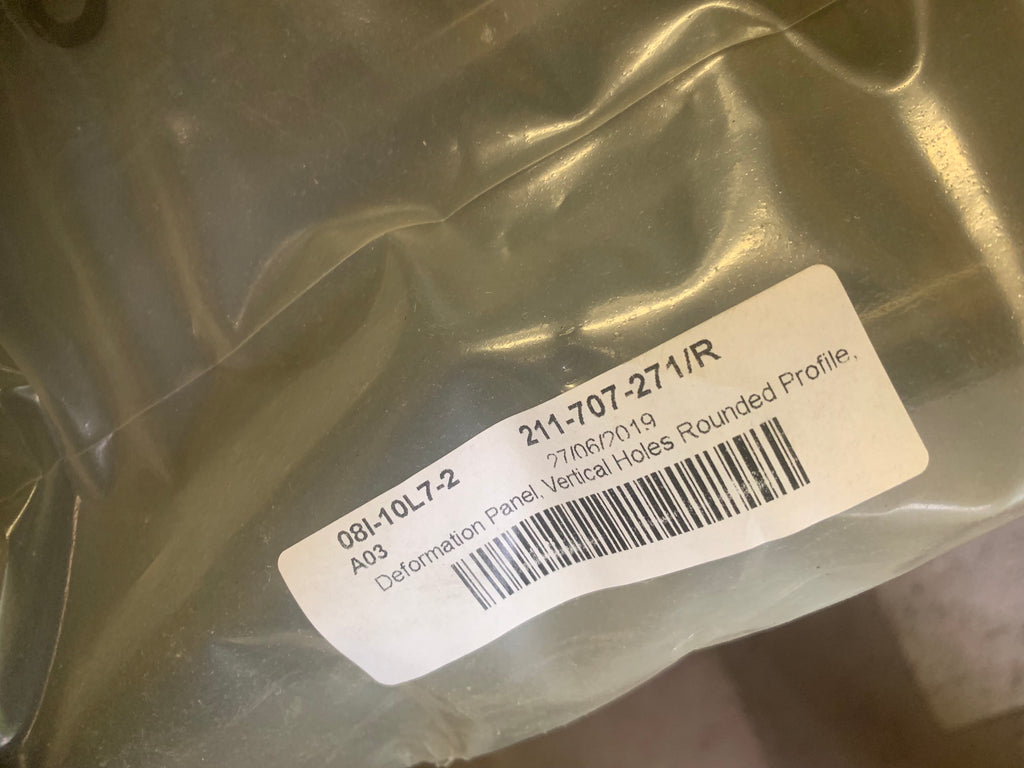 08I-10L7-2 211-707-271/R
A03 27/06/2019
Deformation Panel, Vertical Holes Rounded Profile,